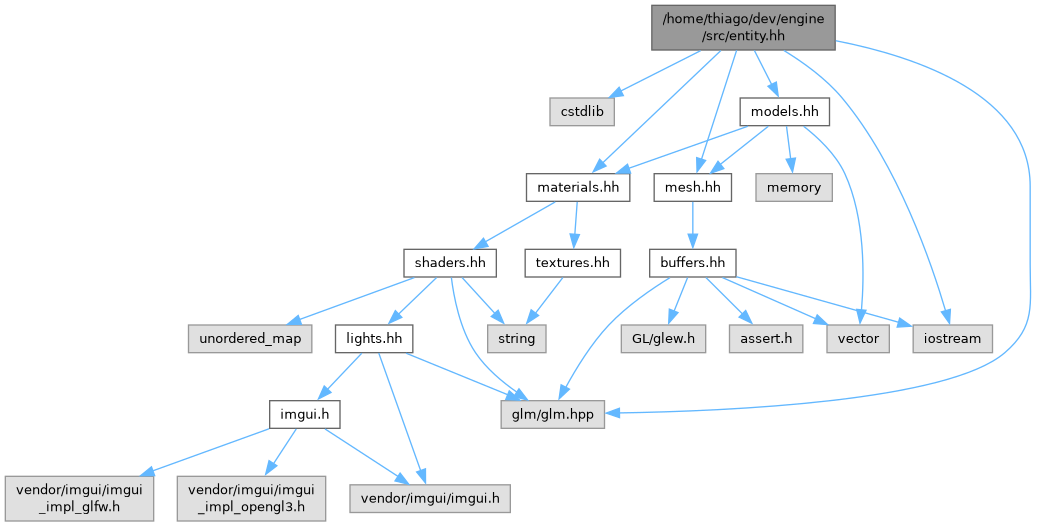 /home/thiago/dev/engine
/src/entity.hh
cstdlib
models.hh
materials.hh
mesh.hh
memory
shaders.hh
textures.hh
buffers.hh
unordered_map
lights.hh
string
GL/glew.h
assert.h
vector
iostream
imgui.h
glm/glm.hpp
vendor/imgui/imgui
_impl_glfw.h
vendor/imgui/imgui
_impl_opengl3.h
vendor/imgui/imgui.h